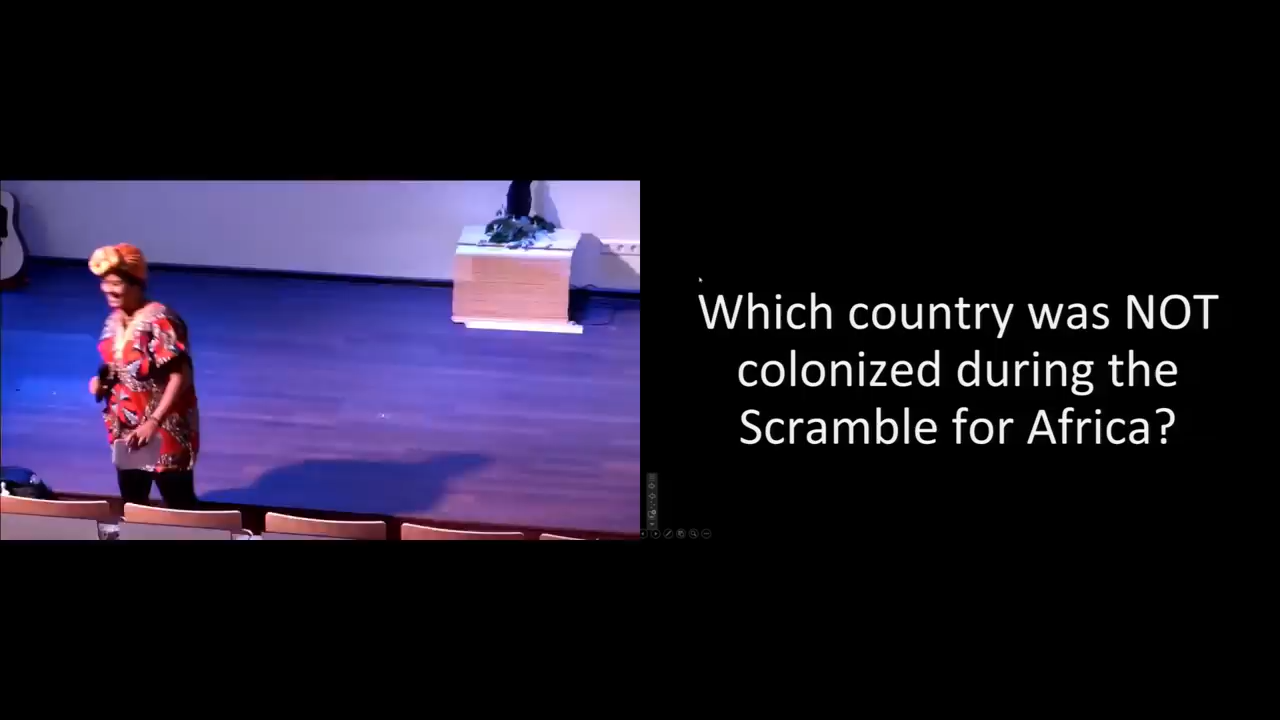 Which country was NOT
colonized during the
Scramble for Africa?